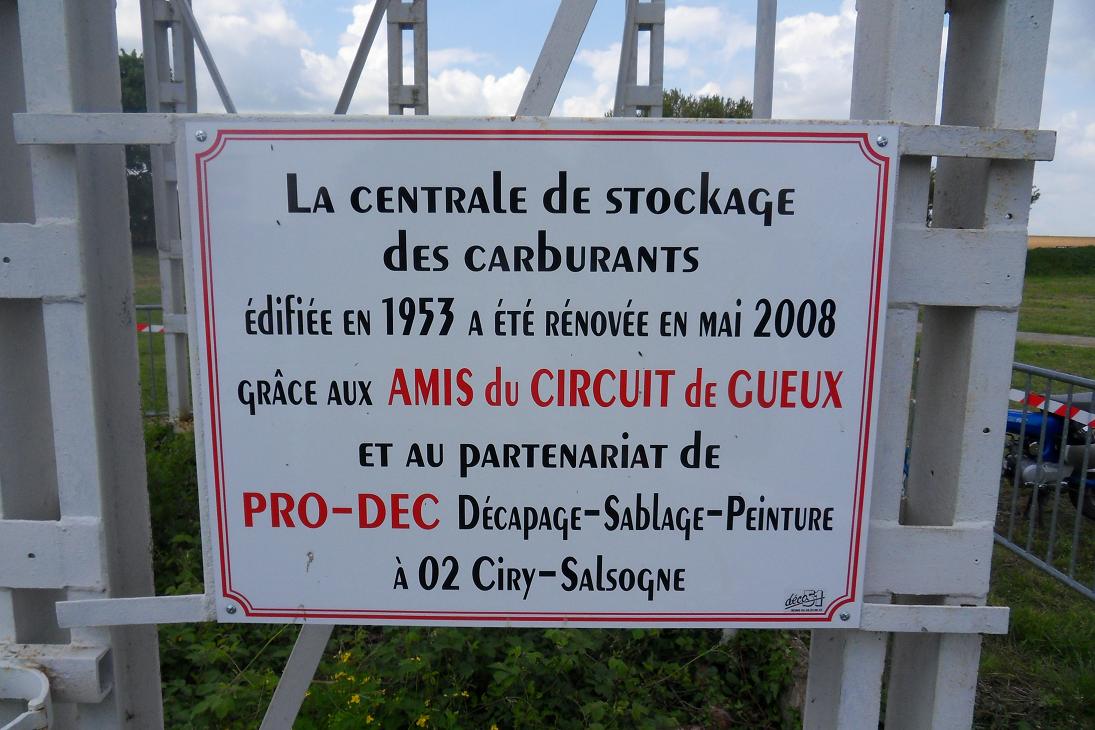 La centrale de stockage
des carburants
édifiée en 1953 a été rénovée en mai 2008
grâce aux AMIS du CIRCUIT de GUEUX
et au partenariat de
PRO-DEC Décapage-Sablage-Peinture
à 02 Ciry-Salsogne
déco51